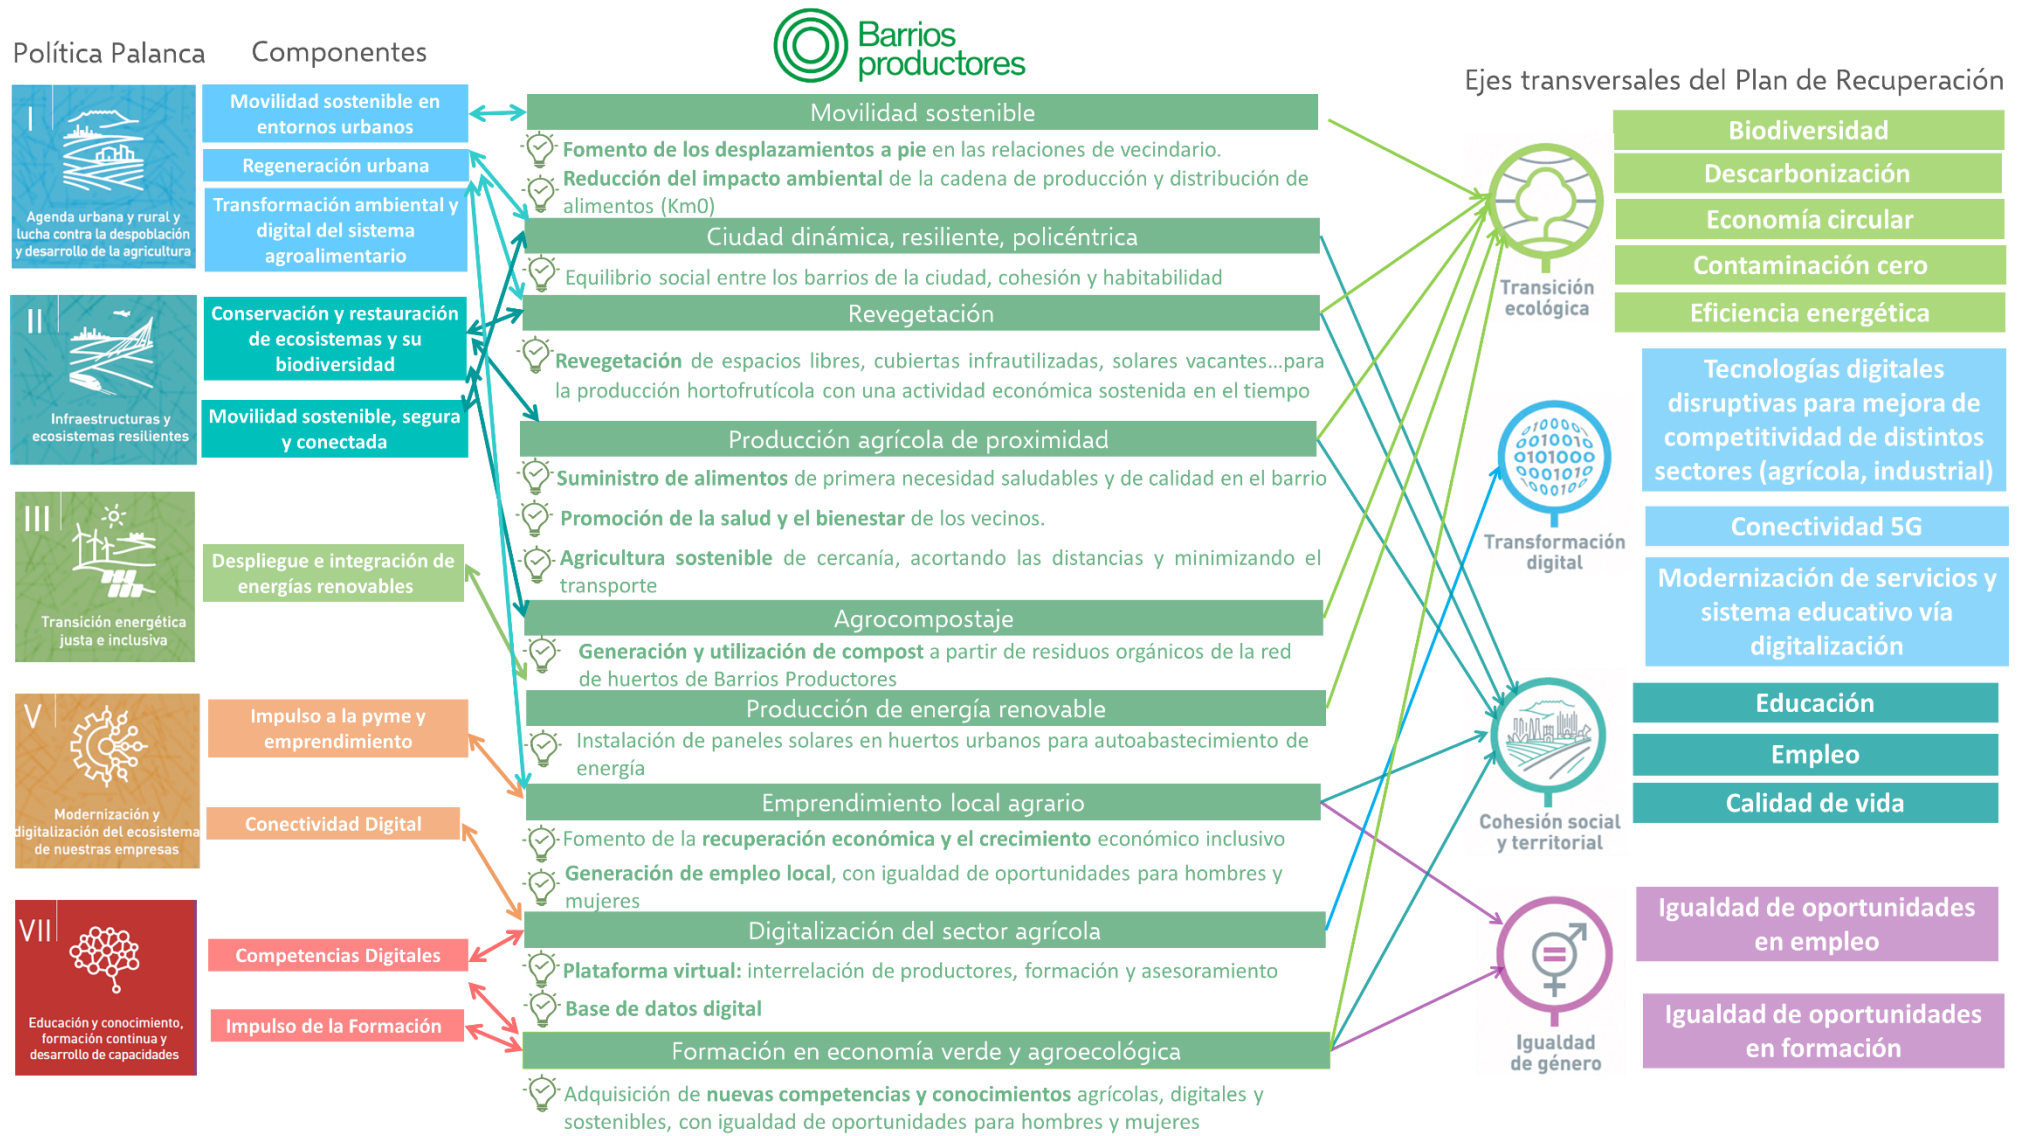 Política Palanca
Componentes
Barrios
productores
Ejes transversales del Plan de Recuperación
I
Agenda urbana y rural y
lucha contra la despoblación
y desarrollo de la agricultura
II
Infraestructuras y
ecosistemas resilientes
III
Transición energética
justa e inclusiva
V
Modernización y
digitalización del ecosistema
de nuestras empresas
VII
Educación y conocimiento,
formación continua y
desarrollo de capacidades
Movilidad sostenible en
entornos urbanos
Regeneración urbana
Transformación ambiental y
digital del sistema
agroalimentario
Conservación y restauración
de ecosistemas y su
biodiversidad
Movilidad sostenible, segura
y conectada
Despliegue e integración de
energías renovables
Impulso a la pyme y
emprendimiento
Conectividad Digital
Competencias Digitales
Impulso de la Formación
Movilidad sostenible
Fomento de los desplazamientos a pie en las relaciones de vecindario.
Reducción del impacto ambiental de la cadena de producción y distribución de
alimentos (Km0)
Ciudad dinámica, resiliente, policéntrica
Equilibrio social entre los barrios de la ciudad, cohesión y habitabilidad
Revegetación
Revegetación de espacios libres, cubiertas infrautilizadas, solares vacantes...para
la producción hortofrutícola con una actividad económica sostenida en el tiempo
Producción agrícola de proximidad
Suministro de alimentos de primera necesidad saludables y de calidad en el barrio
Promoción de la salud y el bienestar de los vecinos.
Agricultura sostenible de cercanía, acortando las distancias y minimizando el
transporte
Agrocompostaje
Generación y utilización de compost a partir de residuos orgánicos de la red
de huertos de Barrios Productores
Producción de energía renovable
Instalación de paneles solares en huertos urbanos para autoabastecimiento de
energía
Emprendimiento local agrario
Fomento de la recuperación económica y el crecimiento económico inclusivo
Generación de empleo local, con igualdad de oportunidades para hombres y
mujeres
Digitalización del sector agrícola
Plataforma virtual: interrelación de productores, formación y asesoramiento
Base de datos digital
Formación en economía verde y agroecológica
Adquisición de nuevas competencias y conocimientos agrícolas, digitales y
sostenibles, con igualdad de oportunidades para hombres y mujeres
Transición
ecológica
Biodiversidad
Descarbonización
Economía circular
Contaminación cero
Eficiencia energética
010001
0010010
0101000
0001010
00010
Transformación
digital
Tecnologías digitales
disruptivas para mejora de
competitividad de distintos
sectores (agrícola, industrial)
Conectividad 5G
Modernización de servicios y
sistema educativo vía
digitalización
Cohesión social
y territorial
Educación
Empleo
Calidad de vida
Igualdad
de género
Igualdad de oportunidades
en empleo
Igualdad de oportunidades
en formación